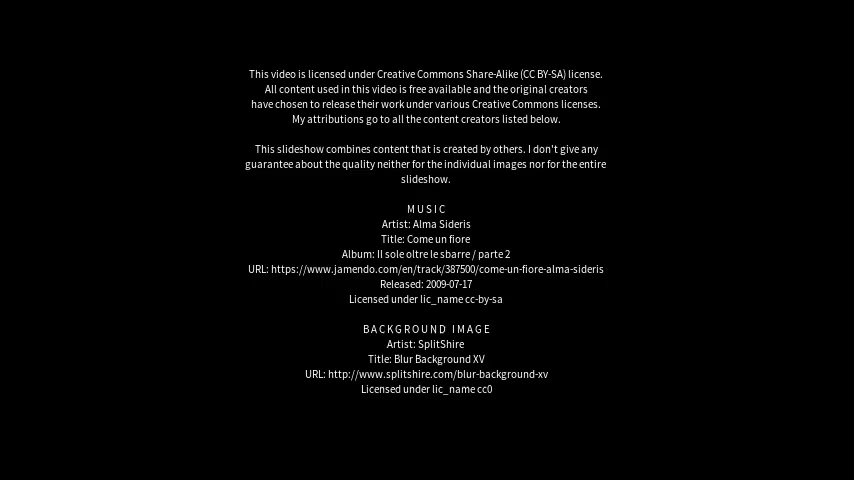 This video is licensed under Creative Commons Share-Alike (CC BY-SA) license.
All content used in this video is free available and the original creators
have chosen to release their work under various Creative Commons licenses.
My attributions go to all the content creators listed below.
This slideshow combines content that is created by others. I don't give any
guarantee about the quality neither for the individual images nor for the entire
slideshow.
MUSIC
Artist: Alma Sideris
Title: Come un fiore
Album: Il sole oltre le sbarre / parte 2
URL: https://www.jamendo.com/en/track/387500/come-un-fiore-alma-sideris
Released: 2009-07-17
Licensed under lic_name cc-by-sa
BACKGROUND IMAGE
Artist: SplitShire
Title: Blur Background XV
URL: http://www.splitshire.com/blur-background-xv
Licensed under lic_name cc0